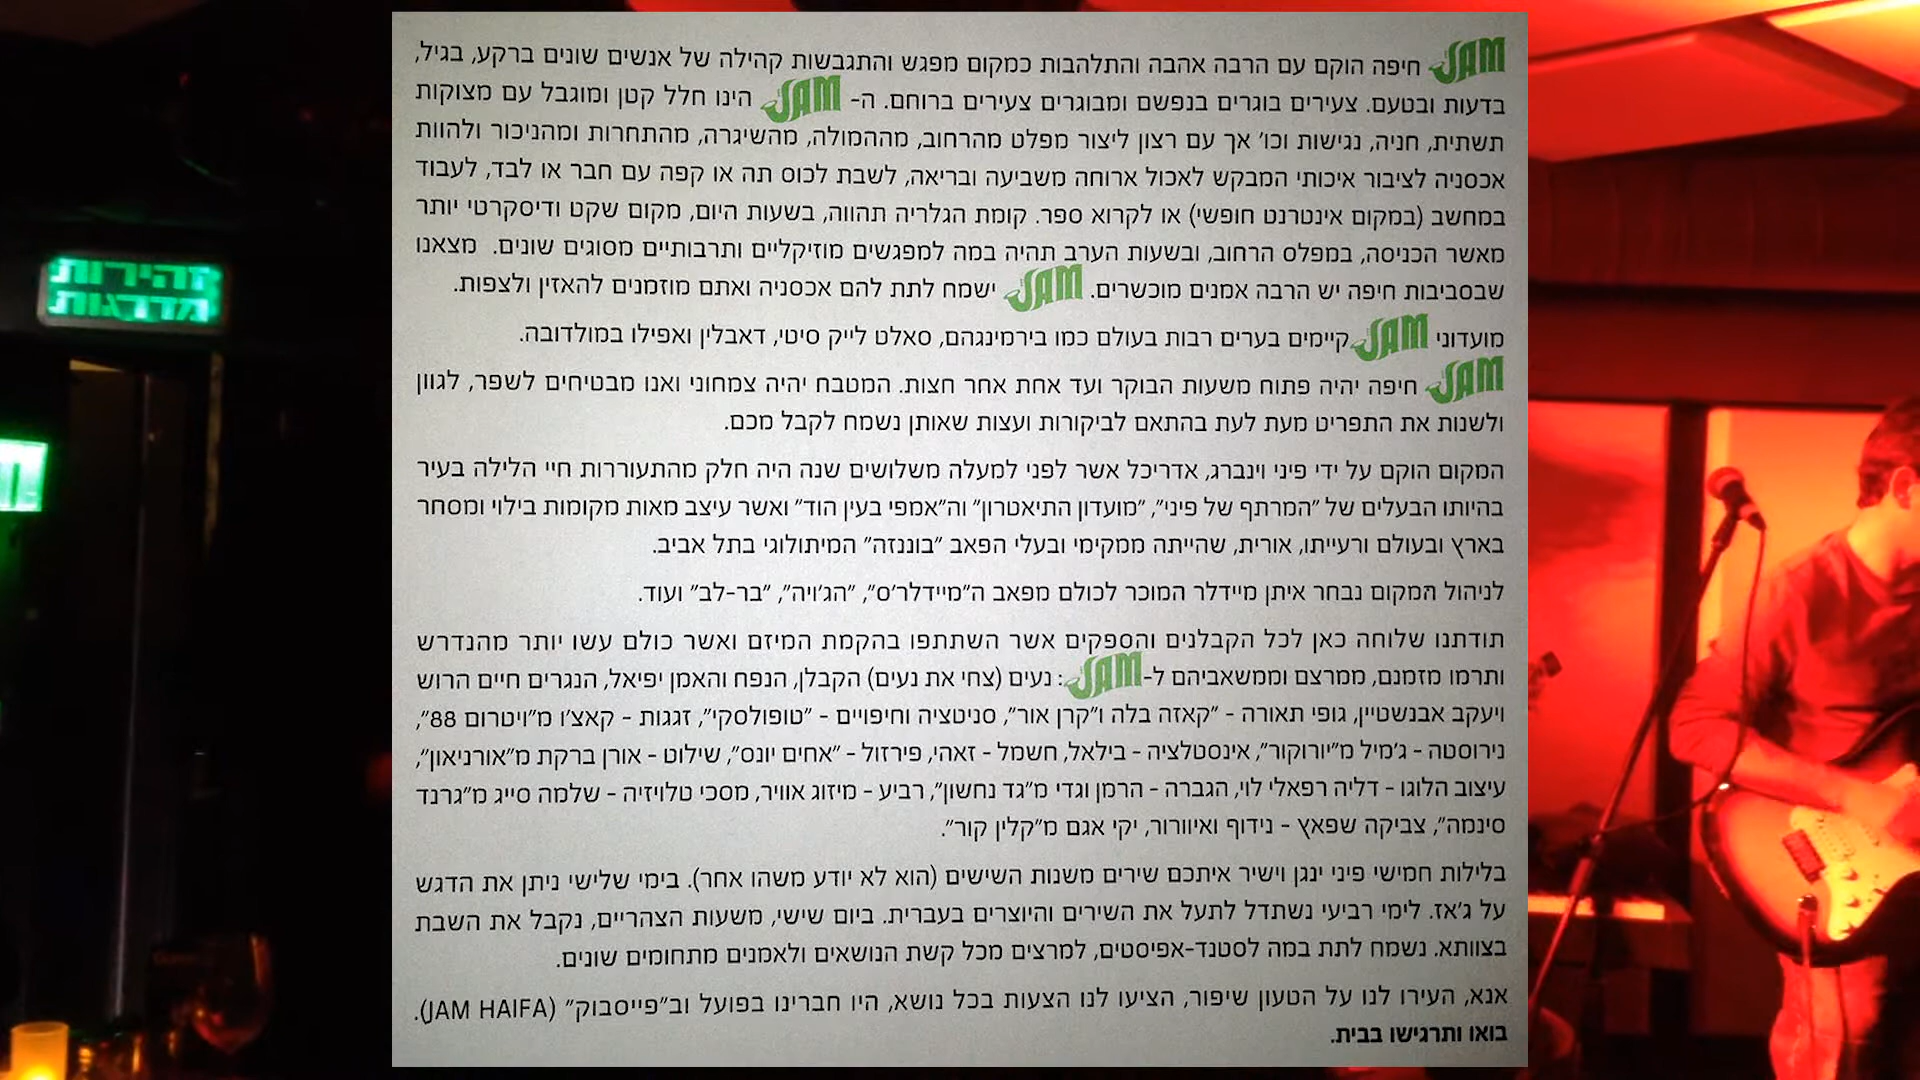 JAM חיפה הוקם עם הרבה אהבה והתלהבות כמקום מפגש והתגבשות קהילה של אנשים שונים ברקע, בגיל,
בדעות ובטעם. צעירים בוגרים בנפשם ומבוגרים צעירים ברוחם. ה- JAM הינו חלל קטן ומוגבל עם מצוקות
תשתית, חניה, נגישות וכו' אך עם רצון ליצור מפלט מהרחוב, מההמולה, מהשיגרה, מהתחרות ומהניכור ולהוות
אכסניה לציבור איכותי המבקש לאכול ארוחה משביעה ובריאה, לשבת לכוס תה או קפה עם חבר או לבד, לעבוד
במחשב (במקום אינטרנט חופשי) או לקרוא ספר. קומת הגלריה תהווה, בשעות היום, מקום שקט ודיסקרטי יותר
מאשר הכניסה, במפלס הרחוב, ובשעות הערב תהיה במה למפגשים מוזיקליים ותרבותיים מסוגים שונים. מצאנו
שבסביבות חיפה יש הרבה אמנים מוכשרים. JAM ישמח לתת להם אכסניה ואתם מוזמנים להאזין ולצפות.
מועדוני JAM קיימים בערים רבות בעולם כמו בירמינגהם, סאלט לייק סיטי, דאבלין ואפילו במולדובה.
JAM חיפה יהיה פתוח משעות הבוקר ועד אחת אחר חצות. המטבח יהיה צמחוני ואנו מבטיחים לשפר, לגוון
ולשנות את התפריט מעת לעת בהתאם לביקורות ועצות שאותן נשמח לקבל מכם.
המקום הוקם על ידי פיני וינברג, אדריכל אשר לפני למעלה משלושים שנה היה חלק מהתעוררות חיי הלילה בעיר
בהיותו הבעלים של "המרתף של פיני", "מועדון התיאטרון" וה"אמפי בעין הוד" ואשר עיצב מאות מקומות בילוי ומסחר
בארץ ובעולם ורעייתו, אורית, שהייתה ממקימי ובעלי הפאב "בוננזה" המיתולוגי בתל אביב.
לניהול המקום נבחר איתן מיידלר המוכר לכולם מפאב ה"מיידלר'ס", "הג'ויה", "בר-לב" ועוד.
תודתנו שלוחה כאן לכל הקבלנים והספקים אשר השתתפו בהקמת המיזם ואשר כולם עשו יותר מהנדרש
ותרמו מזמנם, ממרצם וממשאביהם ל-JAM: נעים (צחי את נעים) הקבלן, הנפח והאמן יפיאל, הנגרים חיים הרוש
ויעקב אבנשטיין, גופי תאורה - "קאזה בלה ו"קרן אור", סניטציה וחיפויים - "טופולסקי", זגגות - קאצ'ו מ"ויטרום 88",
נירוסטה - ג'מיל מ"יורוקור", אינסטלציה - בילאל, חשמל - זאהי, פירזול - "אחים יונס", שילוט - אורן ברקת מ"אורניאון",
עיצוב הלוגו - דליה רפאלי לוי, הגברה - הרמן וגדי מ"גד נחשון", רביע - מיזוג אוויר, מסכי טלויזיה - שלמה סייג מ"גרנד
סינמה", צביקה שפאץ - נידוף ואיוורור, יקי אגם מ"קלין קור".
בלילות חמישי פיני ינגן וישיר איתכם שירים משנות השישים (הוא לא יודע משהו אחר). בימי שלישי ניתן את הדגש
על ג'אז. לימי רביעי נשתדל לתעל את השירים והיוצרים בעברית. ביום שישי, משעות הצהריים, נקבל את השבת
בצוותא. נשמח לתת במה לסטנד-אפיסטים, למרצים מכל קשת הנושאים ולאמנים מתחומים שונים.
אנא, העירו לנו על הטעון שיפור, הציעו לנו הצעות בכל נושא, היו חברינו בפועל וב"פייסבוק" (JAM HAIFA).
בואו ותרגישו בבית.
זהירות
מדרגות